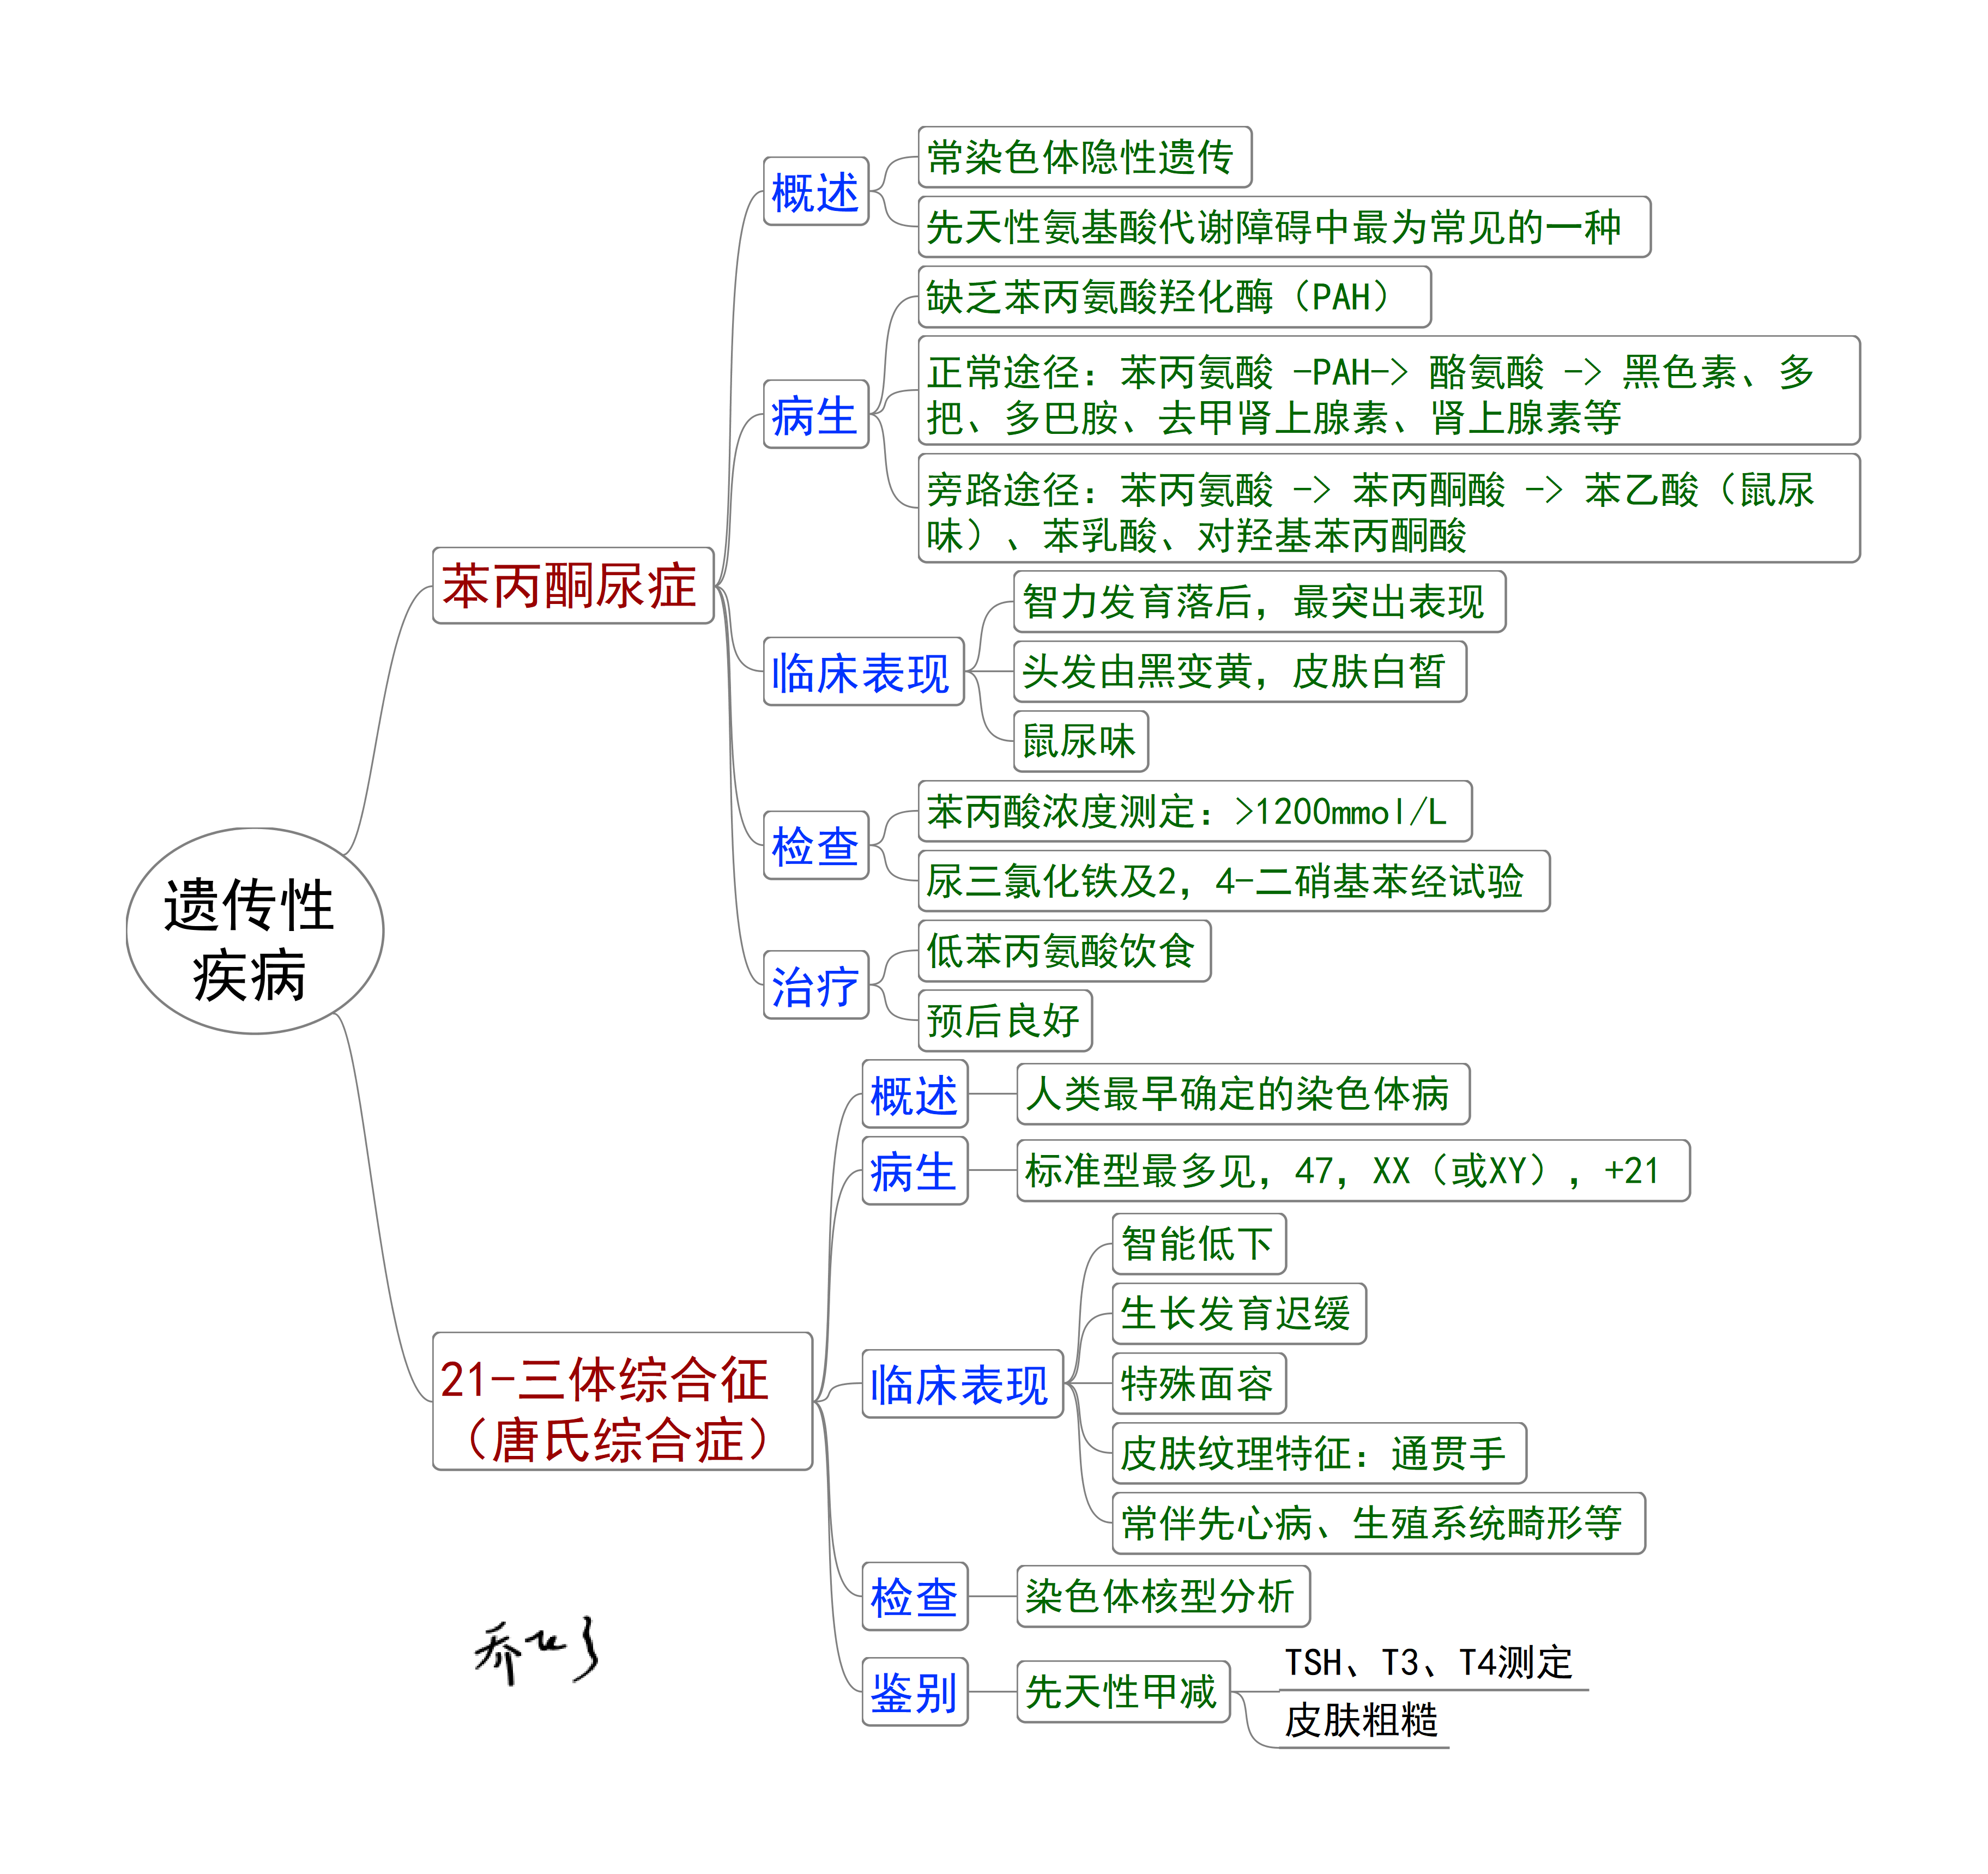 遗传性
疾病
苯丙酮尿症
概述
常染色体隐性遗传
先天性氨基酸代谢障碍中最为常见的一种
病生
缺乏苯丙氨酸羟化酶（PAH）
正常途径：苯丙氨酸 -PAH-> 酪氨酸 -> 黑色素、多
把、多巴胺、去甲肾上腺素、肾上腺素等
旁路途径：苯丙氨酸 -> 苯丙酮酸 -> 苯乙酸（鼠尿
味）、苯乳酸、对羟基苯丙酮酸
临床表现
智力发育落后，最突出表现
头发由黑变黄，皮肤白皙
鼠尿味
检查
苯丙酸浓度测定：>1200mmol/L
尿三氯化铁及2，4-二硝基苯经试验
治疗
低苯丙氨酸饮食
预后良好
21-三体综合征
（唐氏综合症）
概述
人类最早确定的染色体病
病生
标准型最多见，47，XX（或XY），+21
临床表现
智能低下
生长发育迟缓
特殊面容
皮肤纹理特征：通贯手
常伴先心病、生殖系统畸形等
检查
染色体核型分析
鉴别
先天性甲减
TSH、T3、T4测定
皮肤粗糙